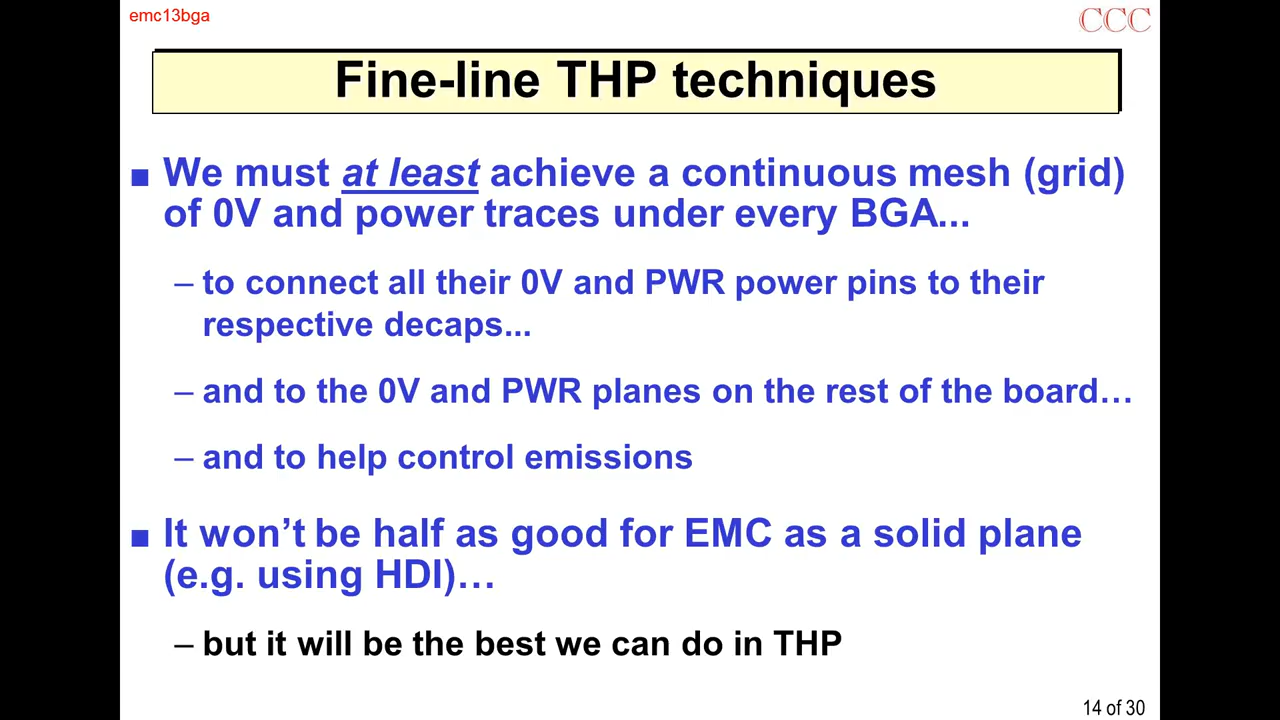 emc13bga
CCC
Fine-line THP techniques
■ We must at least achieve a continuous mesh (grid)
of 0V and power traces under every BGA...
– to connect all their 0V and PWR power pins to their
respective decaps...
– and to the 0V and PWR planes on the rest of the board…
– and to help control emissions
■ It won’t be half as good for EMC as a solid plane
(e.g. using HDI)…
– but it will be the best we can do in THP
14 of 30